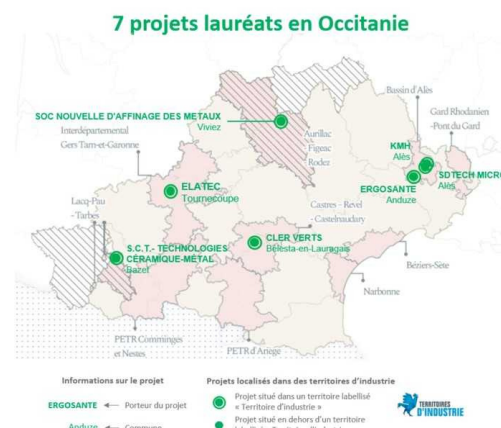 7 projets lauréats en Occitanie
Bassin d'Alès
SOC NOUVELLE D'AFFINAGE DES METAUX
Viviez
Gard Rhodanien
-Pont du Gard
Interdépartemental
Gers Tarn-et-Garonne
Aurillac
- Figeac
- Rodez
KMH
Alès
SDTECH MICRO
Alès
ERGOSANTE
Anduze
ELATEC
Tournecoupe
Lacq-Pau
- Tarbes
Castres - Revel
- Castelnaudary
CLER VERTS
Bélesta-en-Lauragais
S.C.T.- TECHNOLOGIES
CÉRAMIQUE-MÉTAL
Bazet
Béziers-Sète
Narbonne
PETR Comminges
et Nestes
PETR d'Ariège
Informations sur le projet
Projets localisés dans des territoires d'industrie
ERGOSANTE ← Porteur du projet
Projet situé dans un territoire labellisé
« Territoire d'industrie »
TERRITOIRES
D'INDUSTRIE
Anduze ← Commune
Projet situé en dehors d'un territoire